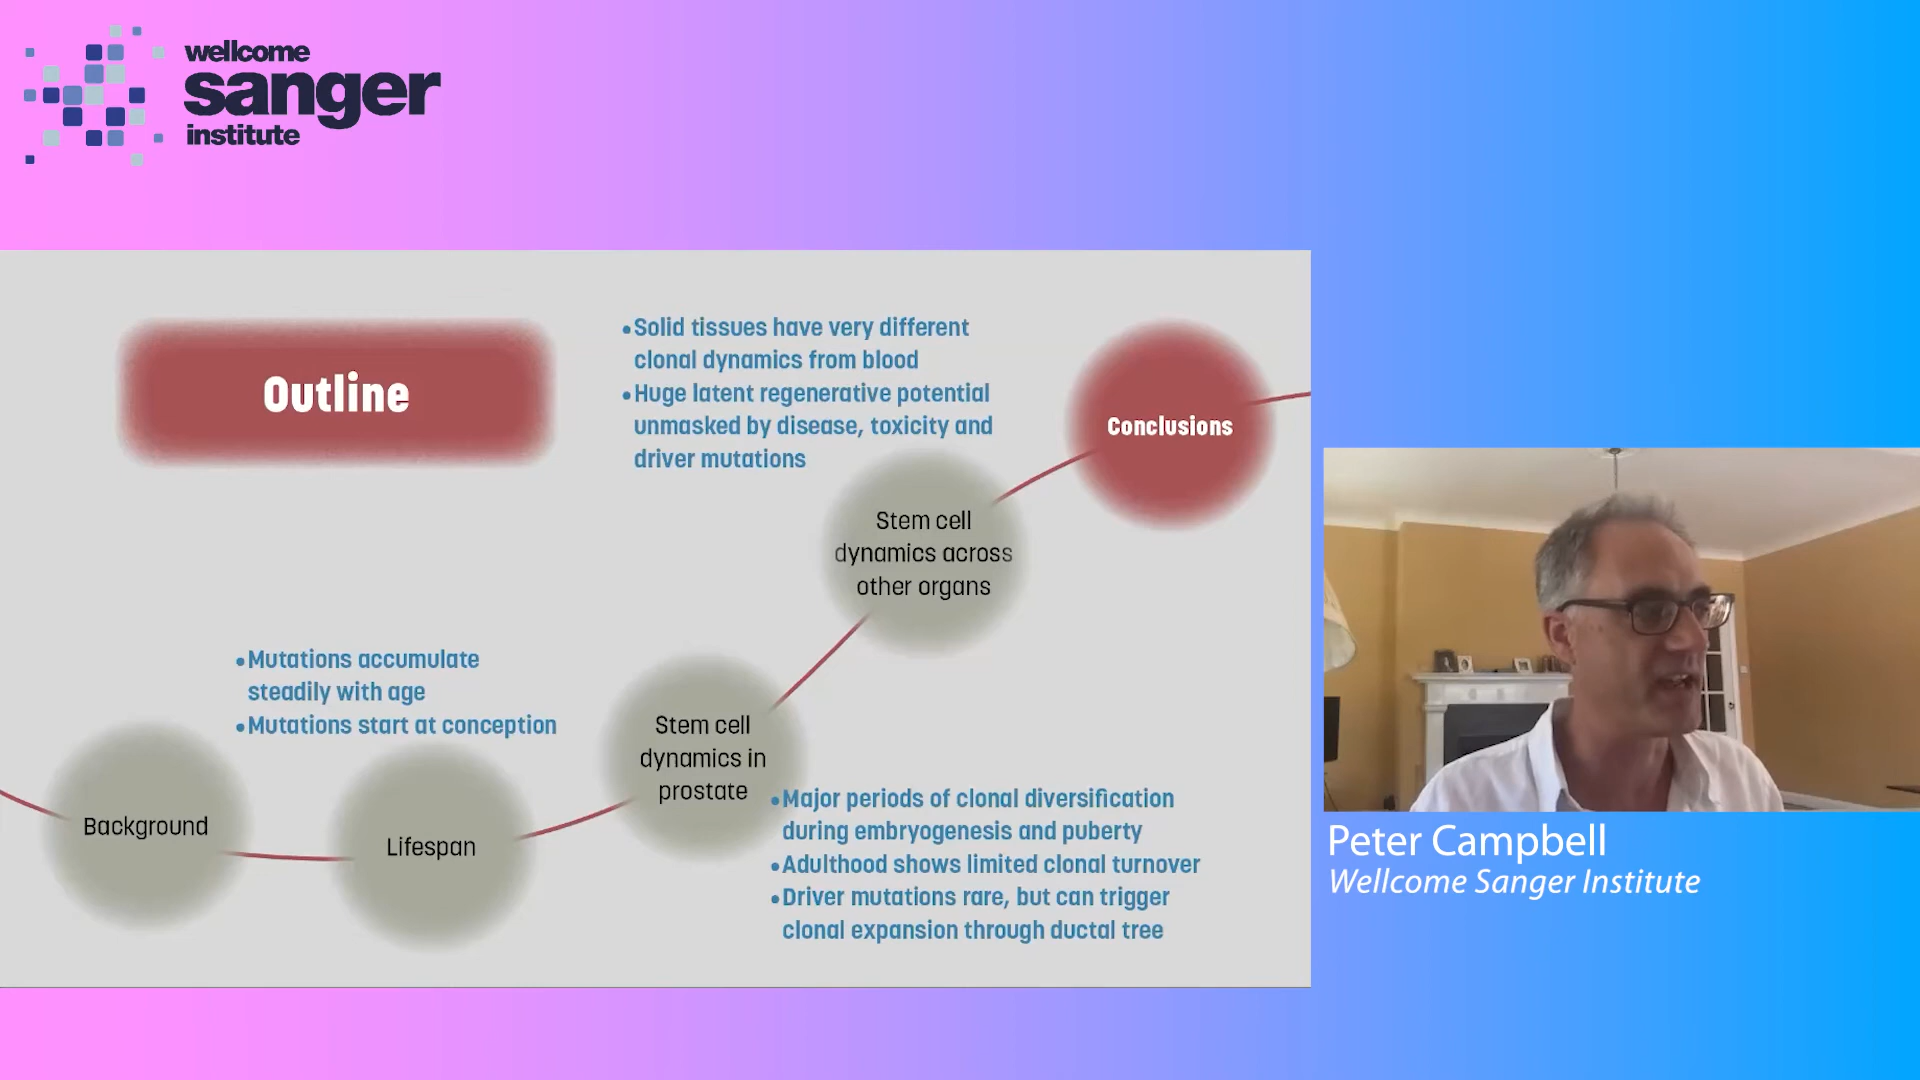 wellcome
sanger
institute
Outline
•Solid tissues have very different
clonal dynamics from blood
•Huge latent regenerative potential
unmasked by disease, toxicity and
driver mutations
Conclusions
Stem cell
dynamics across
other organs
•Mutations accumulate
steadily with age
•Mutations start at conception
Stem cell
dynamics in
prostate
Background
Lifespan
•Major periods of clonal diversification
during embryogenesis and puberty
•Adulthood shows limited clonal turnover
•Driver mutations rare, but can trigger
clonal expansion through ductal tree
Peter Campbell
Wellcome Sanger Institute